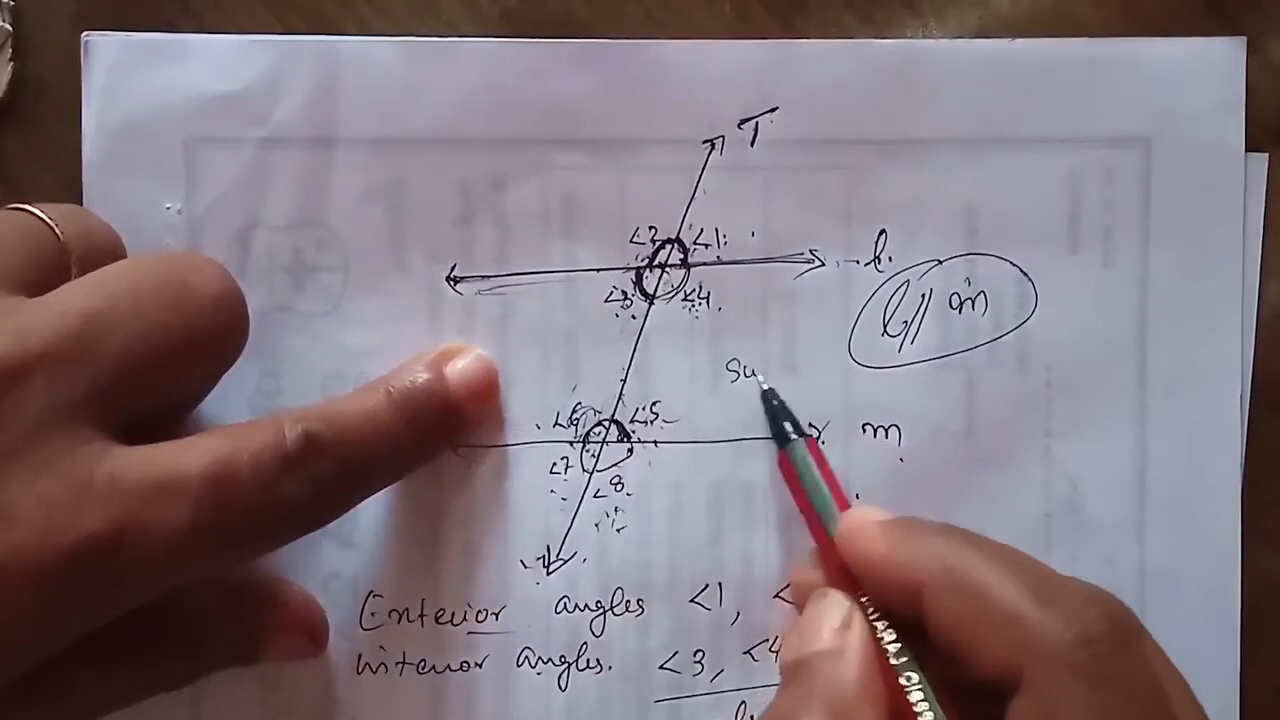 T
<2 <1
l.
<3 <4
l || m
Su
<6 <5
m
<7
<8
Exterior angles <1, <
interior angles. <3, <4